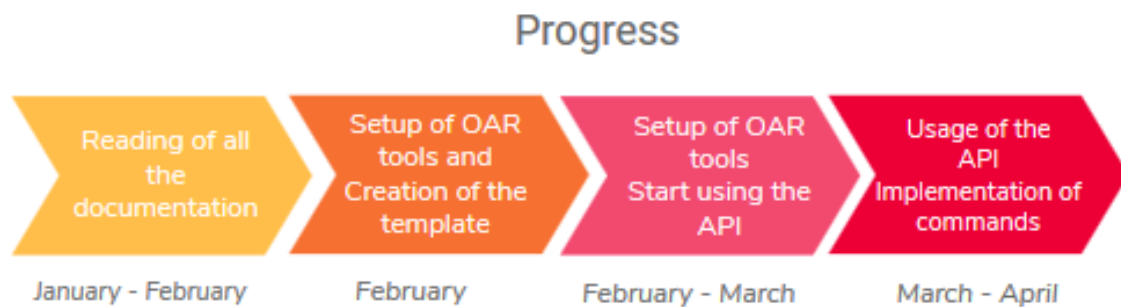 Progress
Reading of all
the
documentation
Setup of OAR
tools and
Creation of the
template
Setup of OAR
tools
Start using the
API
Usage of the
API
Implementation of
commands
January - February
February
February - March
March - April